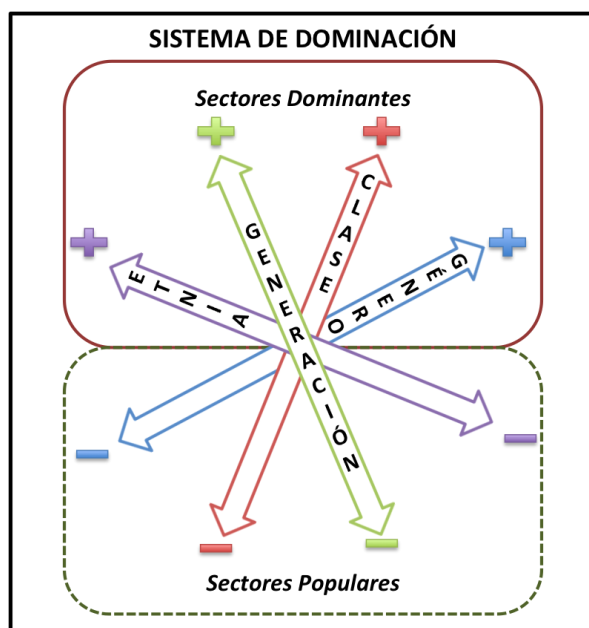 SISTEMA DE DOMINACIÓN
Sectores Dominantes
GENERACIÓN
CLASE
GÉNERO
ETNIA
Sectores Populares